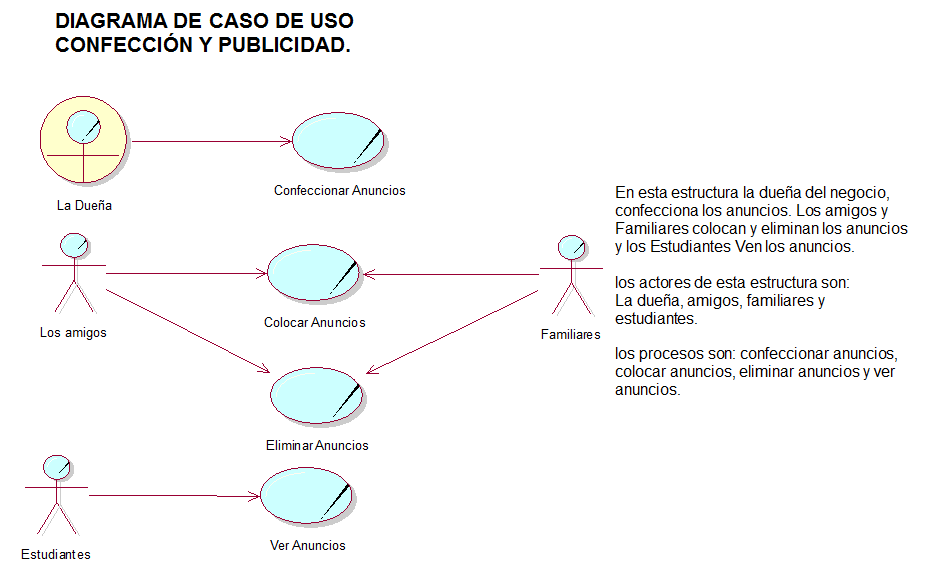 DIAGRAMA DE CASO DE USO
CONFECCIÓN Y PUBLICIDAD.
La Dueña
Confeccionar Anuncios
Los amigos
Colocar Anuncios
Familiares
Eliminar Anuncios
Estudiantes
Ver Anuncios
En esta estructura la dueña del negocio,
confecciona los anuncios. Los amigos y
Familiares colocan y eliminan los anuncios
y los Estudiantes Ven los anuncios.
los actores de esta estructura son:
La dueña, amigos, familiares y
estudiantes.
los procesos son: confeccionar anuncios,
colocar anuncios, eliminar anuncios y ver
anuncios.